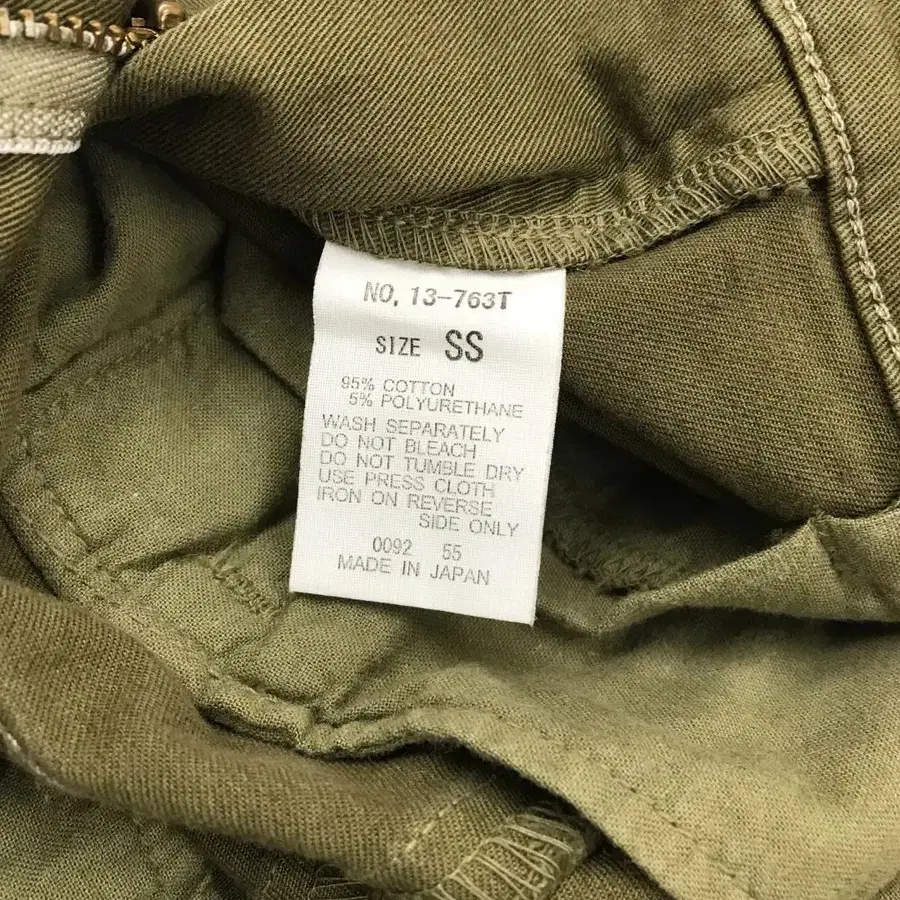 NO. 13-763T
SIZE SS
95% COTTON
5% POLYURETHANE
WASH SEPARATELY
DO NOT BLEACH
DO NOT TUMBLE DRY
USE PRESS CLOTH
IRON ON REVERSE
SIDE ONLY
0092 55
MADE IN JAPAN